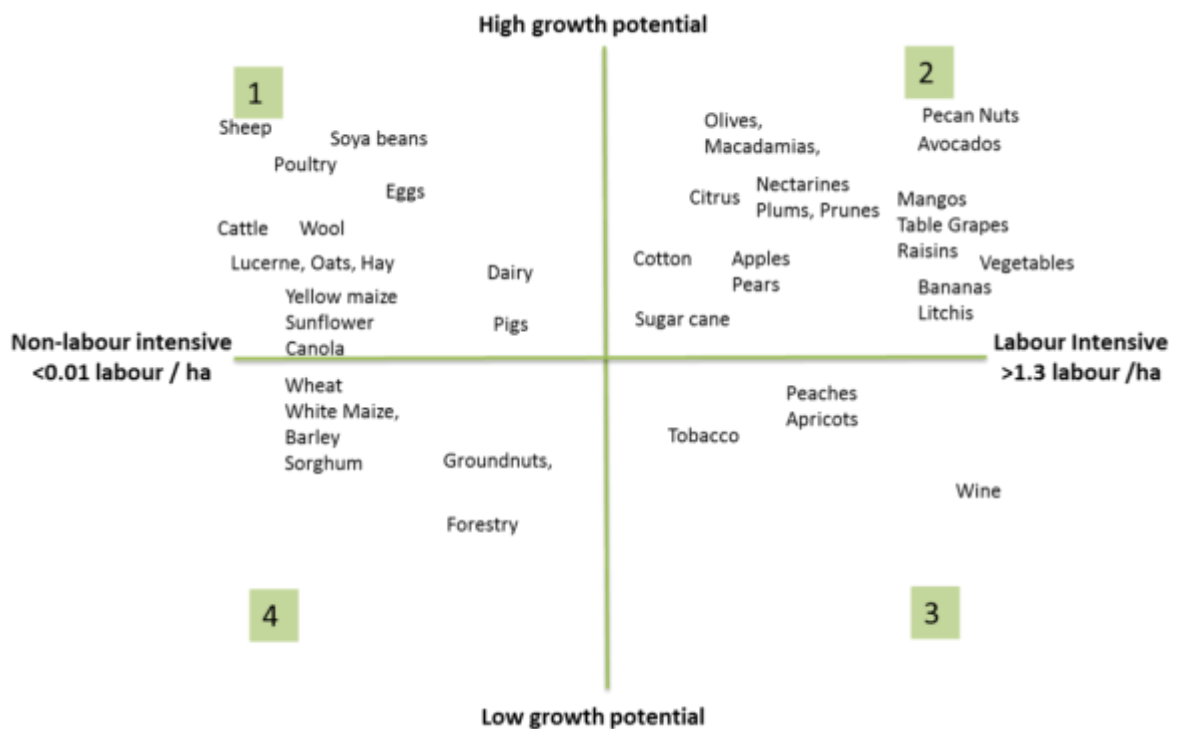 High growth potential
1
Sheep
Soya beans
Poultry
Eggs
Cattle
Wool
Lucerne, Oats, Hay
Dairy
Yellow maize
Sunflower
Canola
Pigs
2
Olives,
Macadamias,
Pecan Nuts
Avocados
Citrus
Nectarines
Plums, Prunes
Mangos
Table Grapes
Raisins
Vegetables
Cotton
Apples
Pears
Bananas
Litchis
Sugar cane
Non-labour intensive
<0.01 labour / ha
Labour Intensive
>1.3 labour /ha
Wheat
White Maize,
Barley
Sorghum
Groundnuts,
Forestry
4
Peaches
Apricots
Tobacco
Wine
3
Low growth potential